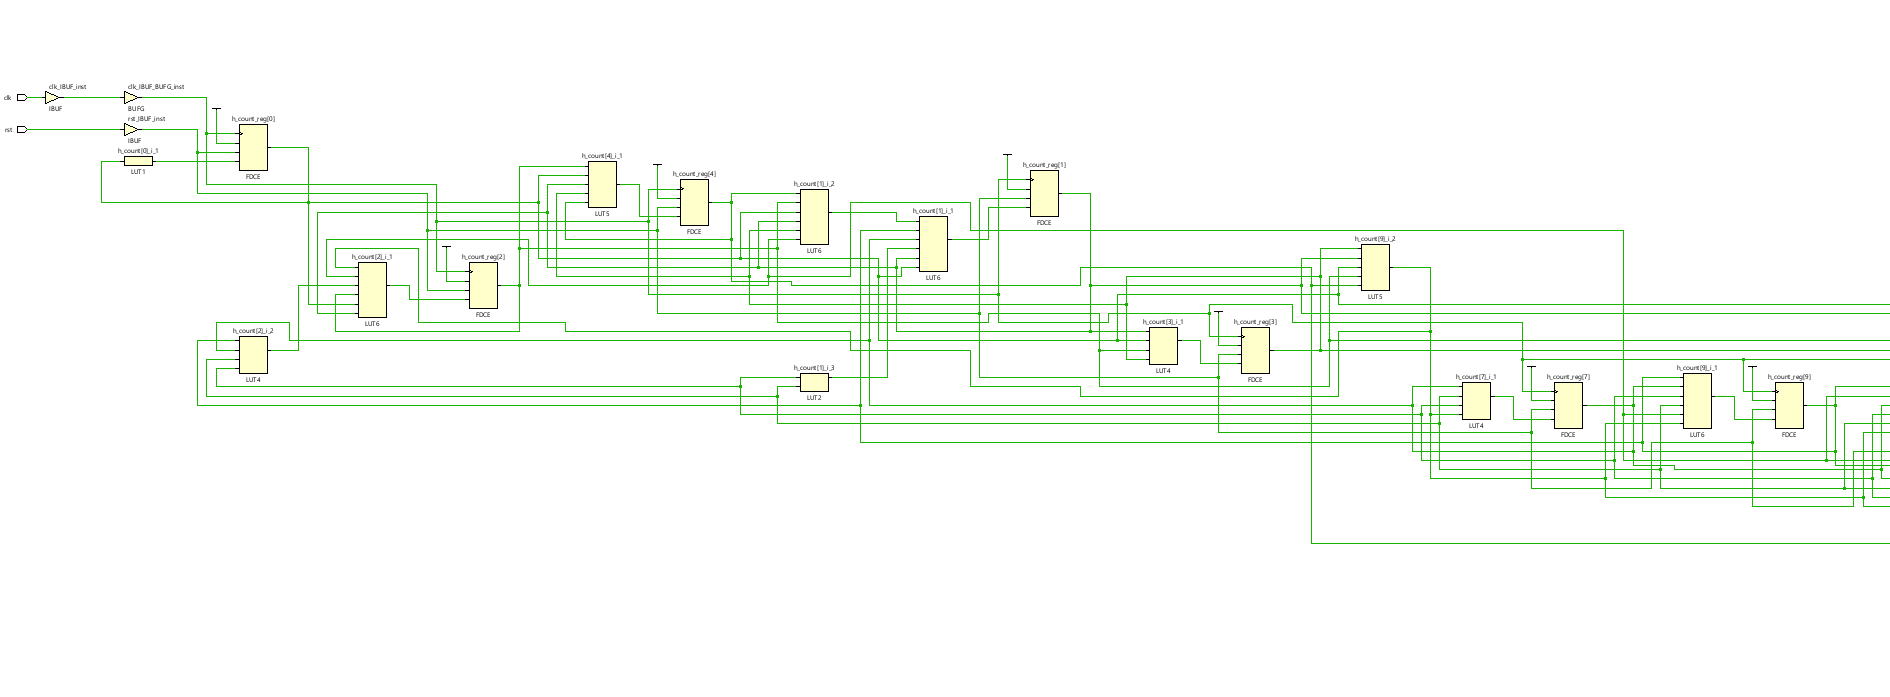 clk
clk_IBUF_inst
IBUF
clk_IBUF_BUFG_inst
BUFG
rst
rst_IBUF_inst
IBUF
h_count[0]_i_1
LUT1
h_count_reg[0]
FDCE
h_count[2]_i_2
LUT4
h_count[2]_i_1
LUT6
h_count_reg[2]
FDCE
h_count[4]_i_1
LUT5
h_count_reg[4]
FDCE
h_count[1]_i_2
LUT6
h_count[1]_i_3
LUT2
h_count[1]_i_1
LUT6
h_count_reg[1]
FDCE
h_count[3]_i_1
LUT4
h_count_reg[3]
FDCE
h_count[9]_i_2
LUT5
h_count[7]_i_1
LUT4
h_count_reg[7]
FDCE
h_count[9]_i_1
LUT6
h_count_reg[9]
FDCE